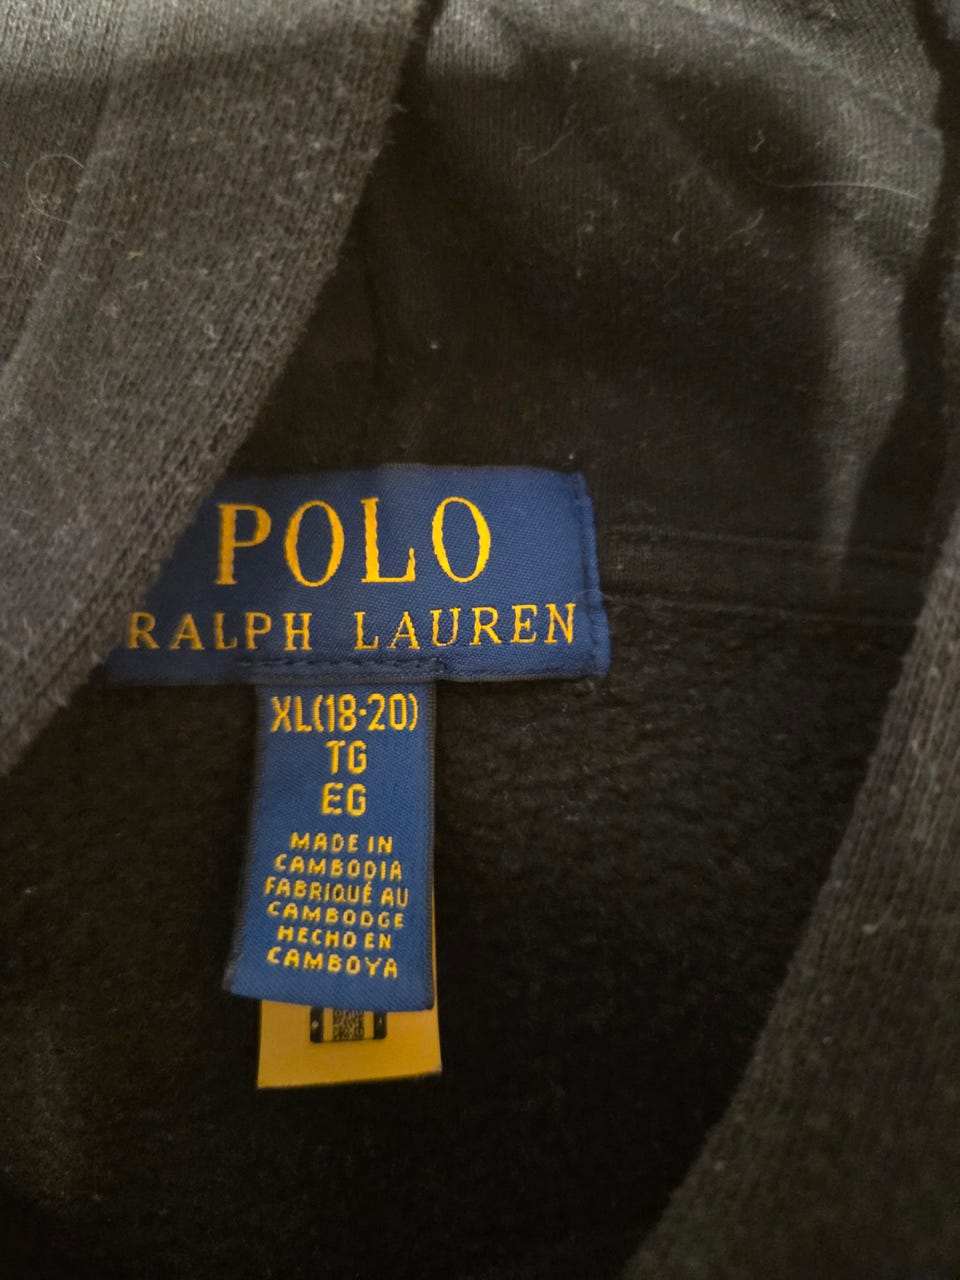 POLO
RALPH LAUREN
XL(18-20)
TG
EG
MADE IN
CAMBODIA
FABRIQUÉ AU
CAMBODGE
HECHO EN
CAMBOYA